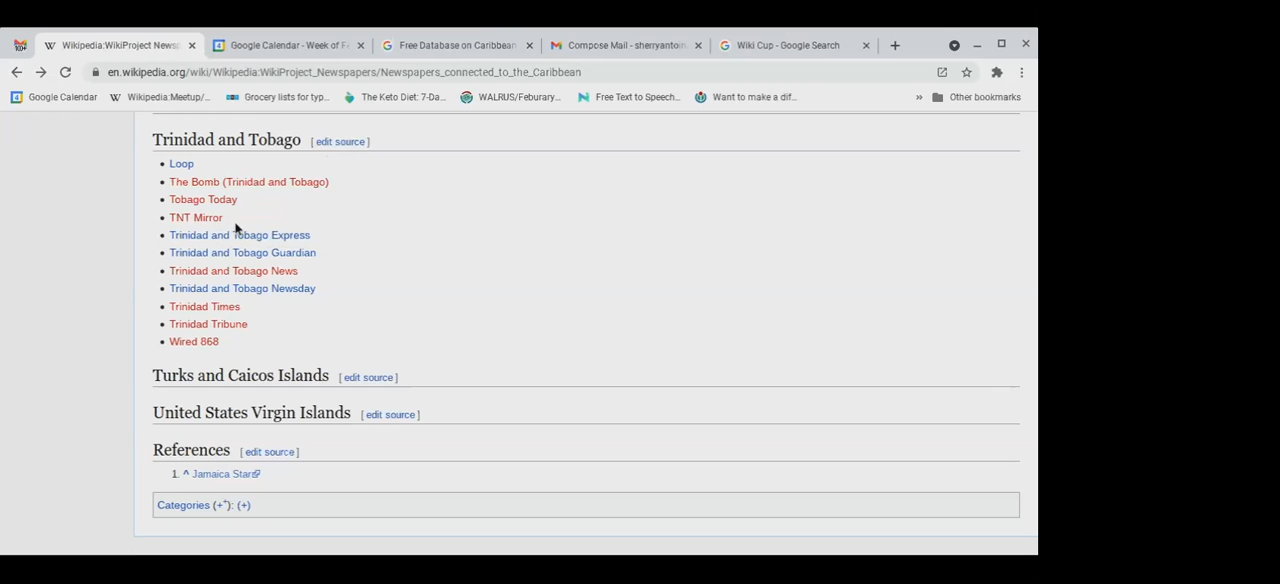 100+
Wikipedia:WikiProject News
Google Calendar - Week of F
Free Database on Caribbean
Compose Mail - sherryantoin
Wiki Cup - Google Search
en.wikipedia.org/wiki/Wikipedia:WikiProject_Newspapers/Newspapers_connected_to_the_Caribbean
Google Calendar
Wikipedia:Meetup/...
Grocery lists for typ...
The Keto Diet: 7-Da...
WALRUS/Feburary...
Free Text to Speech...
Want to make a dif...
» Other bookmarks
Trinidad and Tobago [ edit source ]
• Loop
• The Bomb (Trinidad and Tobago)
• Tobago Today
• TNT Mirror
• Trinidad and Tobago Express
• Trinidad and Tobago Guardian
• Trinidad and Tobago News
• Trinidad and Tobago Newsday
• Trinidad Times
• Trinidad Tribune
• Wired 868
Turks and Caicos Islands [ edit source ]
United States Virgin Islands [ edit source ]
References [ edit source ]
1. ^ Jamaica Star
Categories (++): (+)